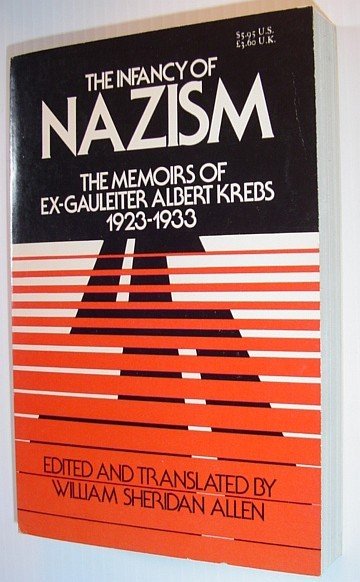 $5.95 U.S.
£3.60 U.K.
THE INFANCY OF
NAZISM
THE MEMOIRS OF
EX-GAULEITER ALBERT KREBS
1923-1933
EDITED AND TRANSLATED BY
WILLIAM SHERIDAN ALLEN